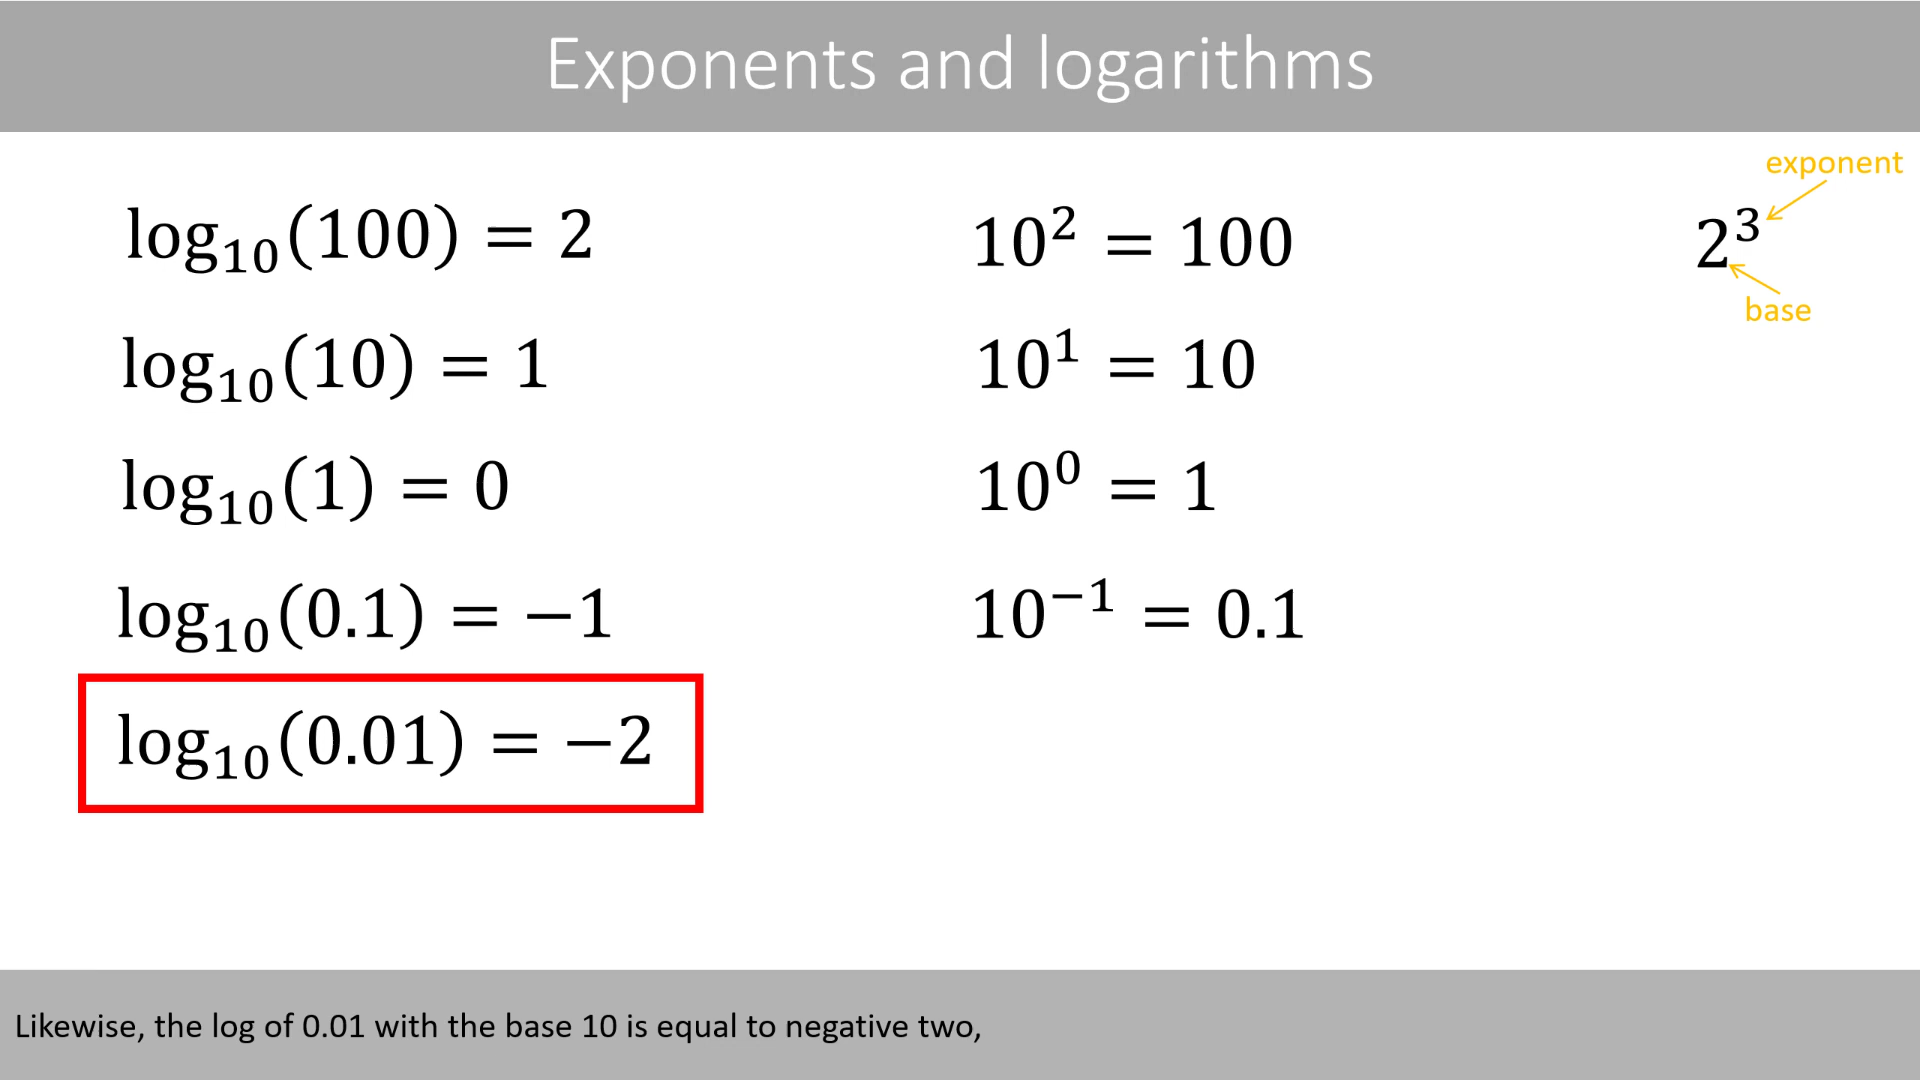 Exponents and logarithms
log₁₀(100) = 2
10² = 100
exponent
2³
base
log₁₀(10) = 1
10¹ = 10
log₁₀(1) = 0
10⁰ = 1
log₁₀(0.1) = −1
10⁻¹ = 0.1
log₁₀(0.01) = −2
Likewise, the log of 0.01 with the base 10 is equal to negative two,